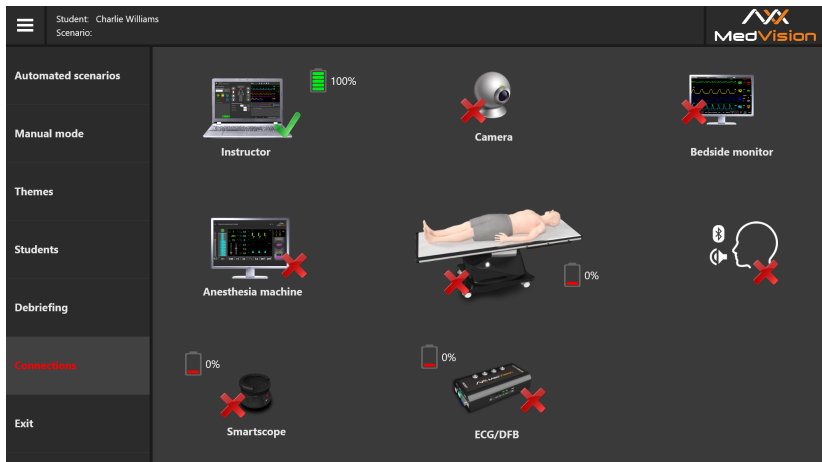 Student: Charlie Williams
Scenario:
MedVision
Automated scenarios
Manual mode
Themes
Students
Debriefing
Connections
Exit
100%
Instructor
Camera
Bedside monitor
Anesthesia machine
0%
0%
Smartscope
0%
ECG/DFB